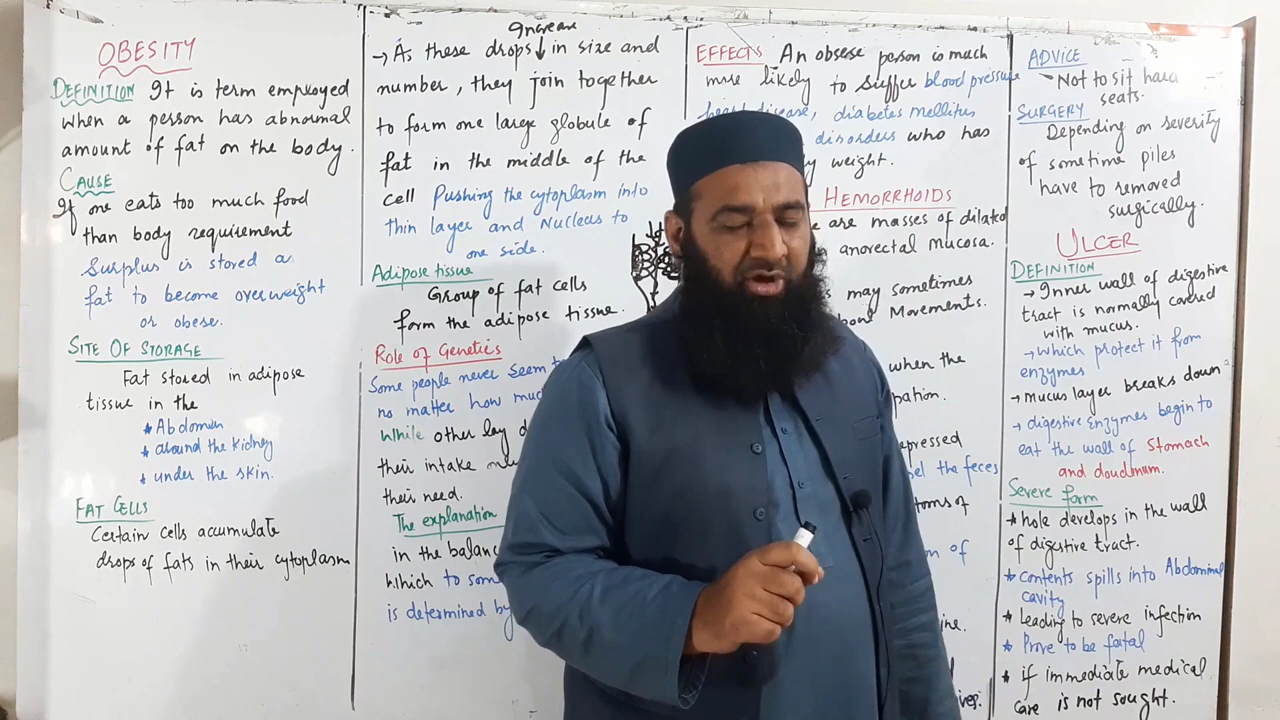 OBESITY
DEFINITION It is term employed
when a person has abnormal
amount of fat on the body.
CAUSE
If one eats too much food
than body requirement
Surplus is stored as
fat to become overweight
or obese.
SITE OF STORAGE
Fat stored in adipose
tissue in the
* Abdomen
* around the kidney
* under the skin.
FAT CELLS
Certain cells accumulate
drops of fats in their cytoplasm
Increase
→ As these drops ↓ in size and
number, they join together
to form one large globule of
fat in the middle of the
cell Pushing the cytoplasm into
thin layer and Nucleus to
one side.
Adipose tissue
Group of fat cells
form the adipose tissue.
Role of Genetics
Some people never seem
no matter how
While other lay
their intake
their need.
The explanation
in the
Which to
is determined by
EFFECTS An obsese person is much
more likely to suffer blood pressure
heart disease, diabetes mellitus
disorders who has
weight.
HEMORRHOIDS
are masses of dilated
anorectal Mucosa.
may sometimes
Movements.
when the
the feces
of
of
ADVICE
- Not to sit hard
seats.
SURGERY
Depending on severity
of sometime piles
have to removed
surgically.
ULCER
DEFINITION
→ Inner wall of digestive
tract is normally covered
with mucus.
→ which protect it from
enzymes
→ mucus layer breaks down
→ digestive enzymes begin to
eat the wall of Stomach
and doudenum.
Severe form
* hole develops in the wall
of digestive tract.
* contents spills into Abdominal
cavity
* leading to severe infection
* Prove to be fatal
* if immediate medical
care is not sought.